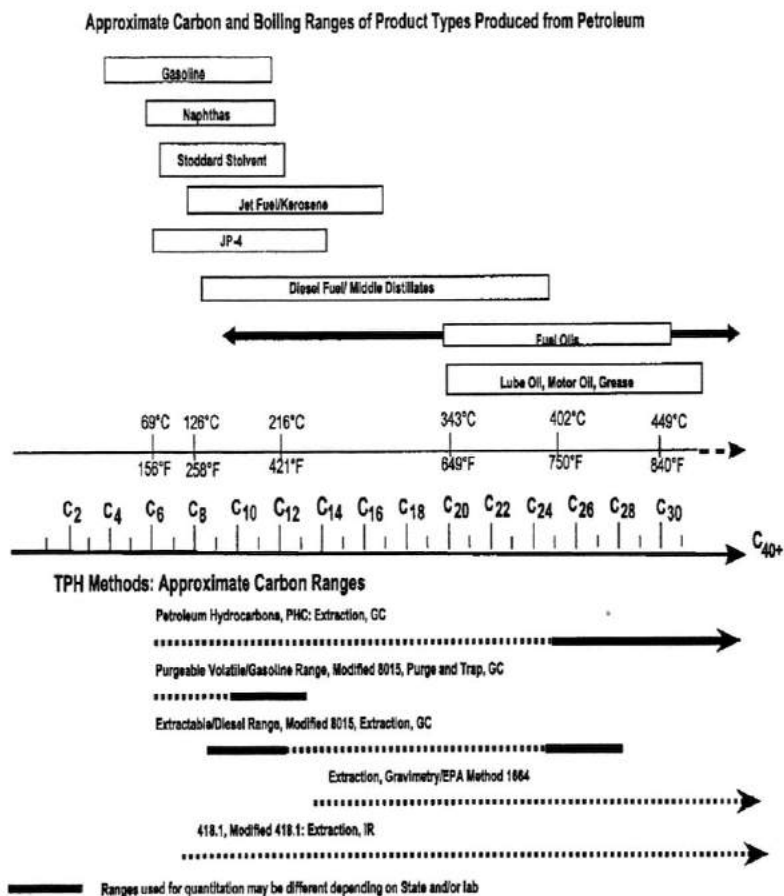 Approximate Carbon and Boiling Ranges of Product Types Produced from Petroleum
Gasoline
Naphthas
Stoddard Stolvent
Jet Fuel/Kerosene
JP-4
Diesel Fuel/ Middle Distillates
Fuel Oils
Lube Oil, Motor Oil, Grease
69°C 126°C 216°C 343°C 402°C 449°C
156°F 258°F 421°F 649°F 750°F 840°F
C2 C4 C6 C8 C10 C12 C14 C16 C18 C20 C22 C24 C26 C28 C30
C40+
TPH Methods: Approximate Carbon Ranges
Petroleum Hydrocarbons, PHC: Extraction, GC
Purgeable Volatile/Gasoline Range, Modified 8015, Purge and Trap, GC
Extractable/Diesel Range, Modified 8015, Extraction, GC
Extraction, Gravimetry/EPA Method 1664
418.1, Modified 418.1: Extraction, IR
Ranges used for quantitation may be different depending on State and/or lab